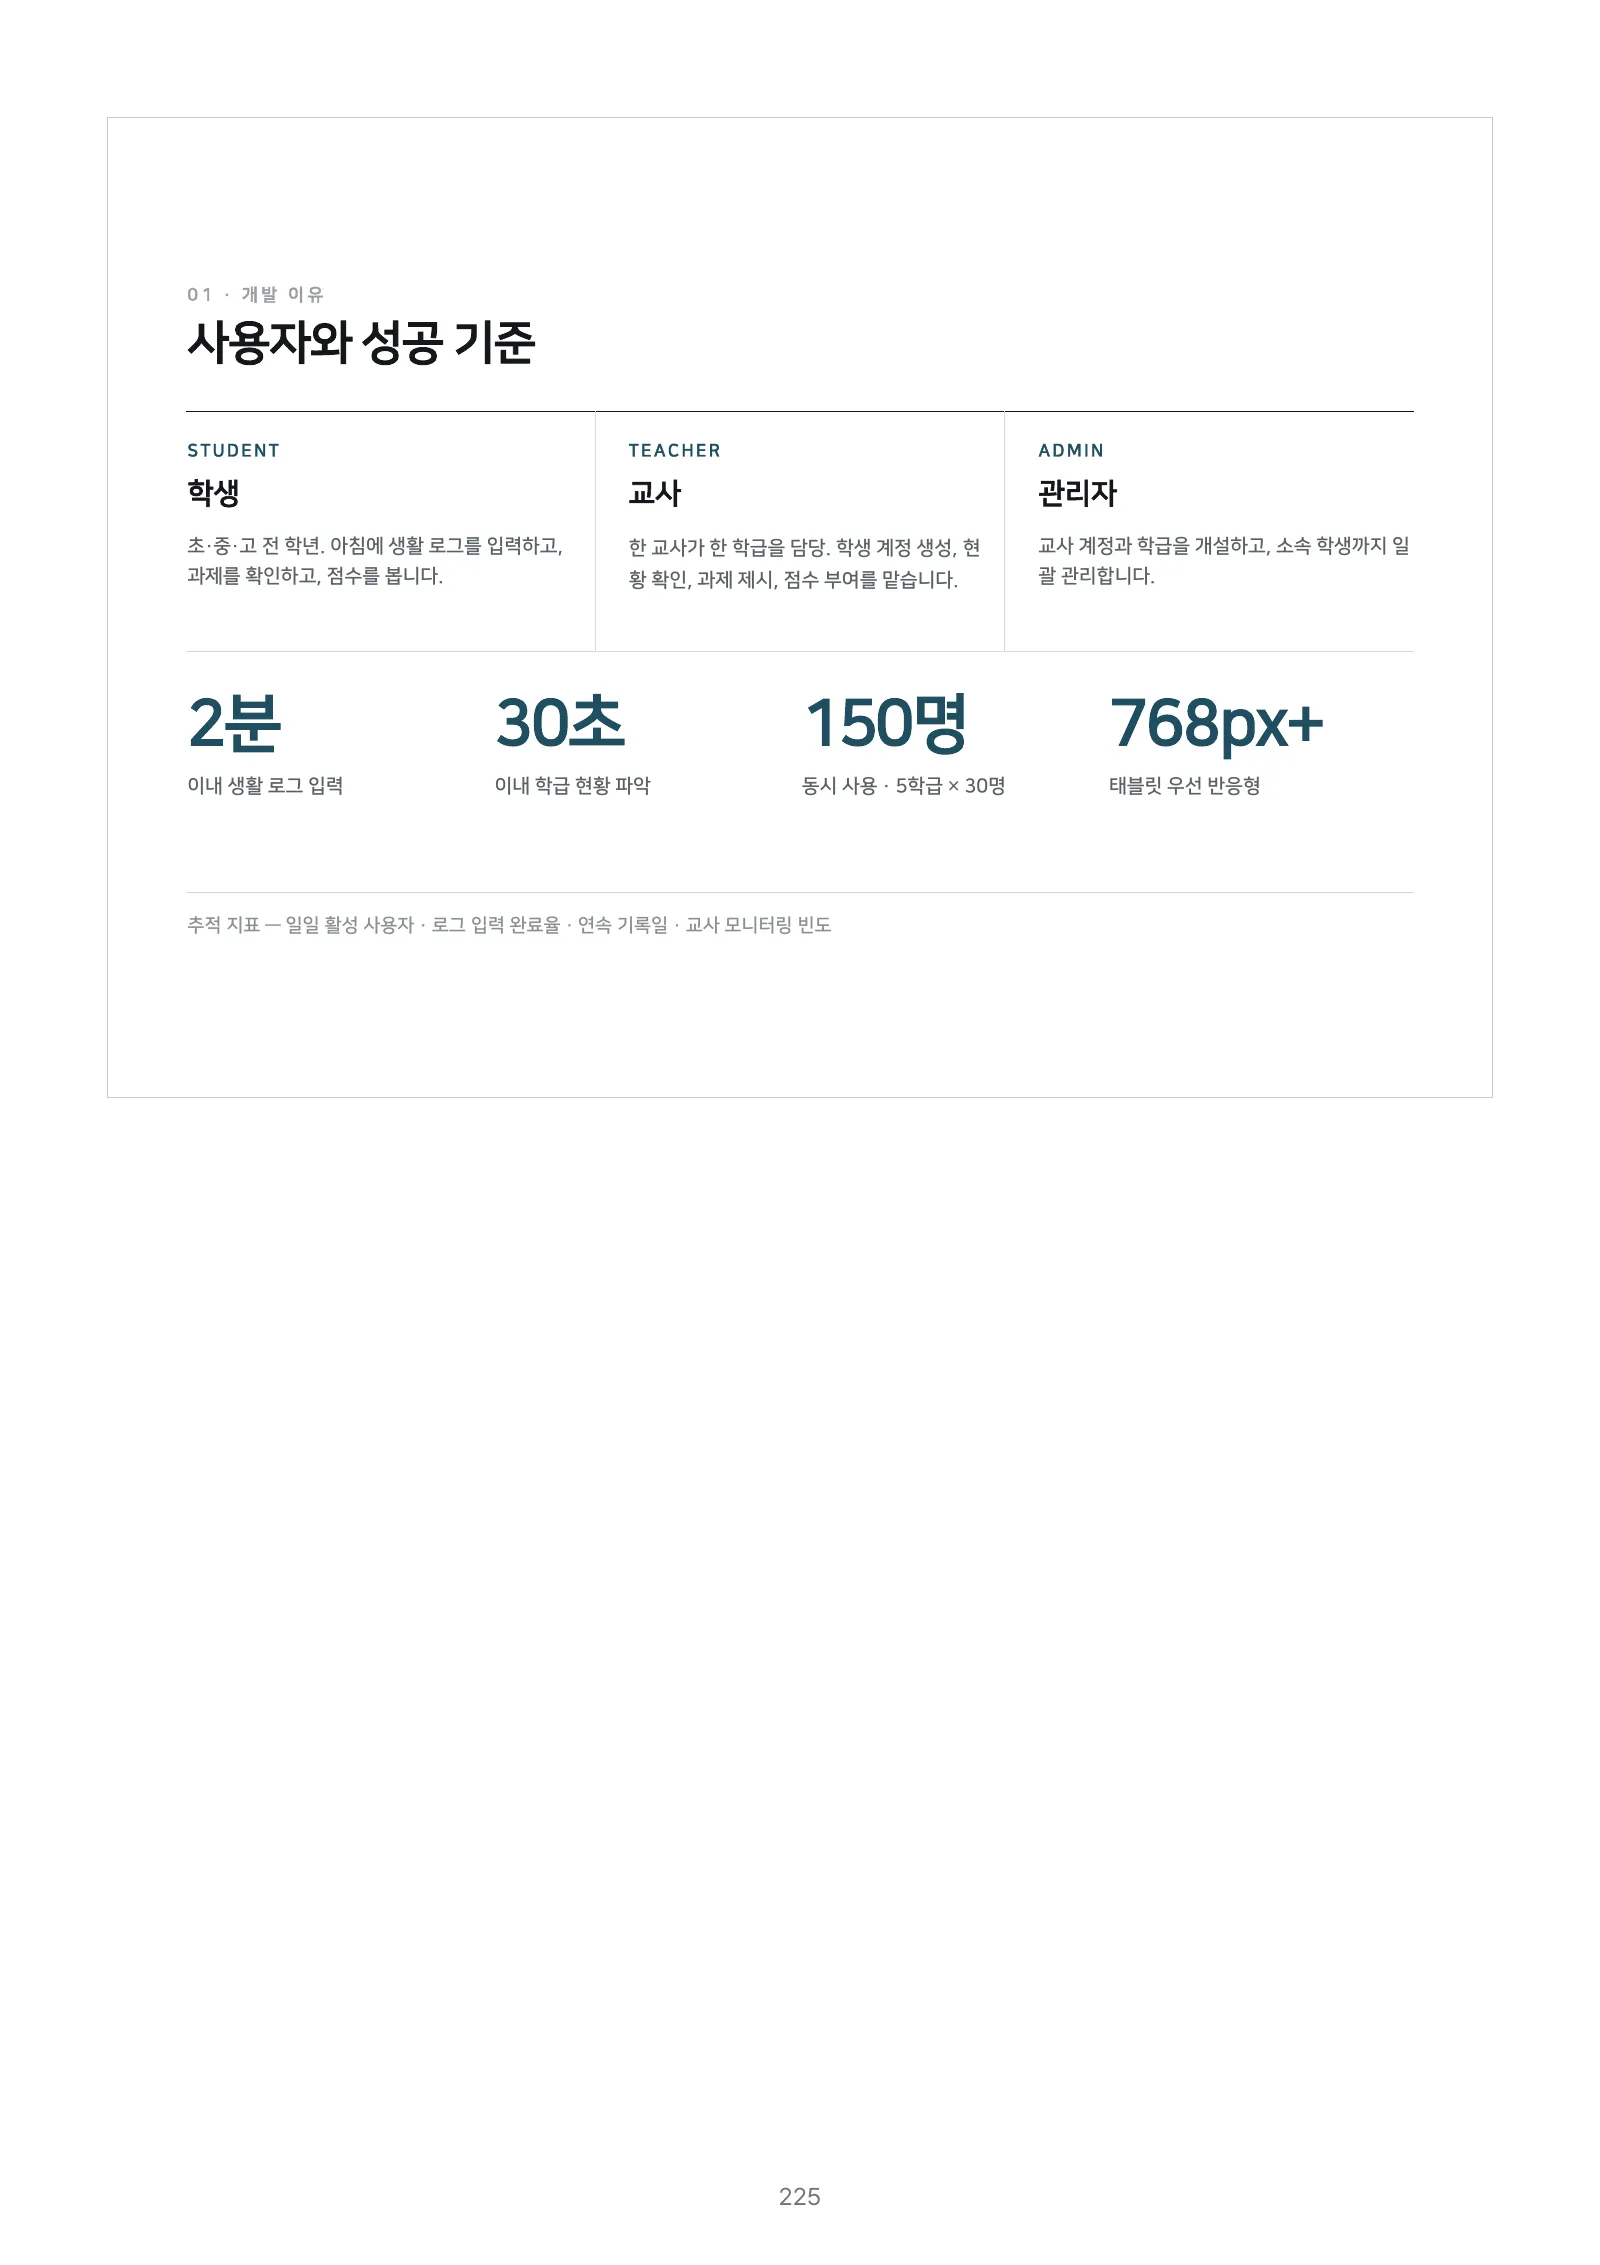 01 · 개발 이유
사용자와 성공 기준
STUDENT
학생
초·중·고 전 학년. 아침에 생활 로그를 입력하고,
과제를 확인하고, 점수를 봅니다.
TEACHER
교사
한 교사가 한 학급을 담당. 학생 계정 생성, 현
황 확인, 과제 제시, 점수 부여를 맡습니다.
ADMIN
관리자
교사 계정과 학급을 개설하고, 소속 학생까지 일
괄 관리합니다.
2분
이내 생활 로그 입력
30초
이내 학급 현황 파악
150명
동시 사용 · 5학급 × 30명
768px+
태블릿 우선 반응형
추적 지표 — 일일 활성 사용자 · 로그 입력 완료율 · 연속 기록일 · 교사 모니터링 빈도
225